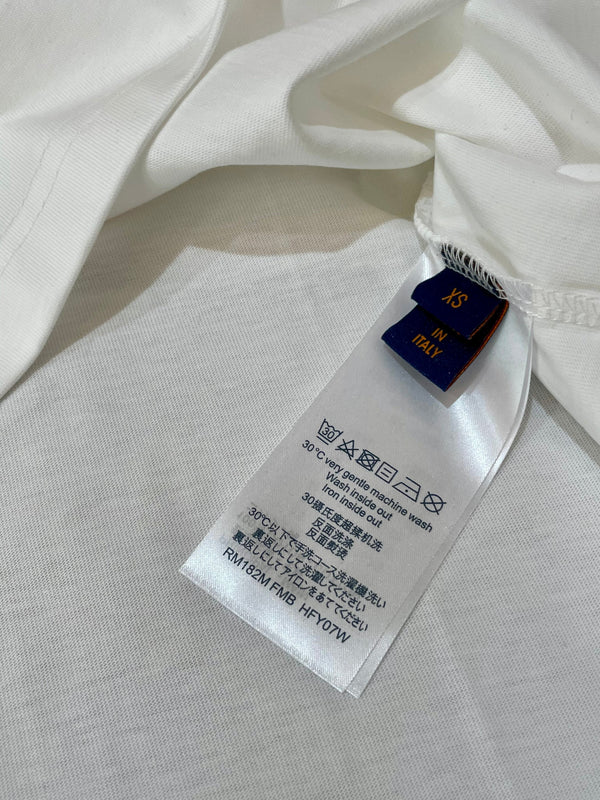 XS
IN
ITALY
30
30°C very gentle machine wash
Wash inside out
Iron inside out
30摄氏度超揉机洗
反面洗涤
反面熨烫
30℃以下で手洗コース洗濯機洗い
裏返しにして洗濯してください
裏返しにしてアイロンをあててください
RM182M FMB HFY07W